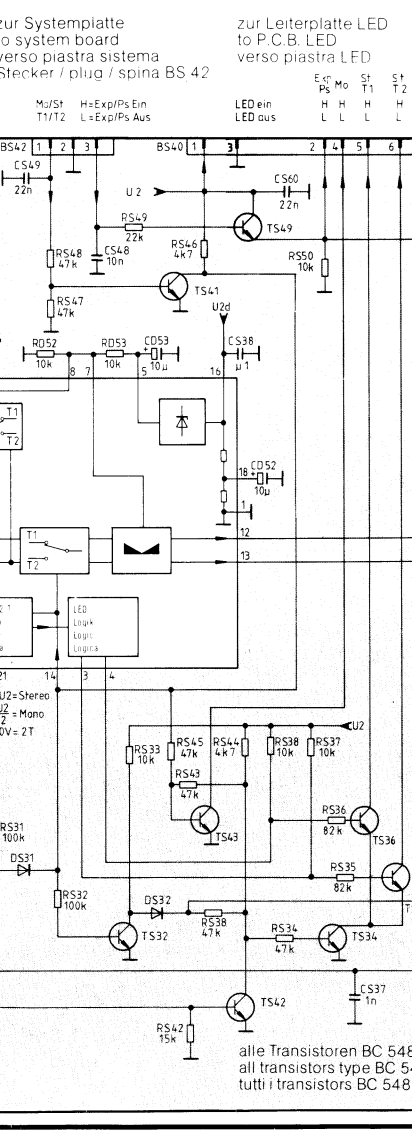 zur Systemplatte
o system board
verso piastra sistema
Stecker / plug / spina BS 42
zur Leiterplatte LED
to P.C.B. LED
verso piastra LED
Mo/St H=Exp/Ps Ein
T1/T2 L=Exp/Ps Aus
Exp Ps Mo St T1 St T2
LED ein H H H H
LED aus L L L L
BS42 1 2 3
BS40 1 3 2 4 5 6
CS49
22n
U2
CS60
22n
RS49
22k
TS49
RS48
47k
CS48
10n
RS46
4k7
RS50
10k
TS41
RS47
47k
U2d
RD52
10k
RD53
10k
CD53
+
10µ
CS38
µ1
8 7 5 16
T1
T2
18
+
CD52
10µ
1
T1
T2
12
13
LED
Logik
Logic
Logica
21 14 3 4
U2=Stereo
U2
2 = Mono
0V=2T
U2
RS33
10k
RS45
47k
RS44
4k7
RS38
10k
RS37
10k
RS43
47k
RS31
100k
TS43
RS36
82k
TS36
DS31
RS35
82k
RS32
100k
DS32
RS38
47k
TS32
RS34
47k
TS34
CS37
1n
TS42
RS42
15k
alle Transistoren BC 548
all transistors type BC 54
tutti i transistors BC 548